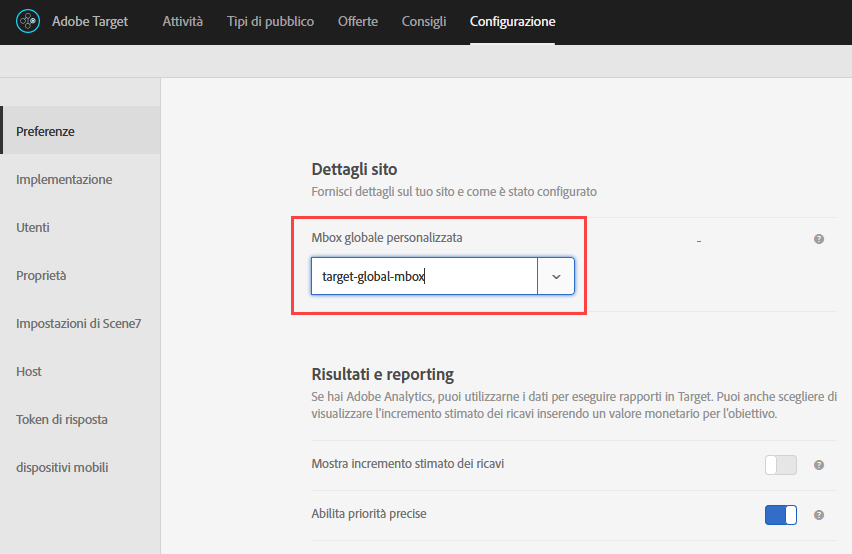 Adobe Target
Attività
Tipi di pubblico
Offerte
Consigli
Configurazione
Preferenze
Implementazione
Utenti
Proprietà
Impostazioni di Scene7
Host
Token di risposta
dispositivi mobili
Dettagli sito
Fornisci dettagli sul tuo sito e come è stato configurato
Mbox globale personalizzata
-
?
target-global-mbox
Risultati e reporting
Se hai Adobe Analytics, puoi utilizzarne i dati per eseguire rapporti in Target. Puoi anche scegliere di
visualizzare l'incremento stimato dei ricavi inserendo un valore monetario per l'obiettivo.
Mostra incremento stimato dei ricavi
?
Abilita priorità precise
?